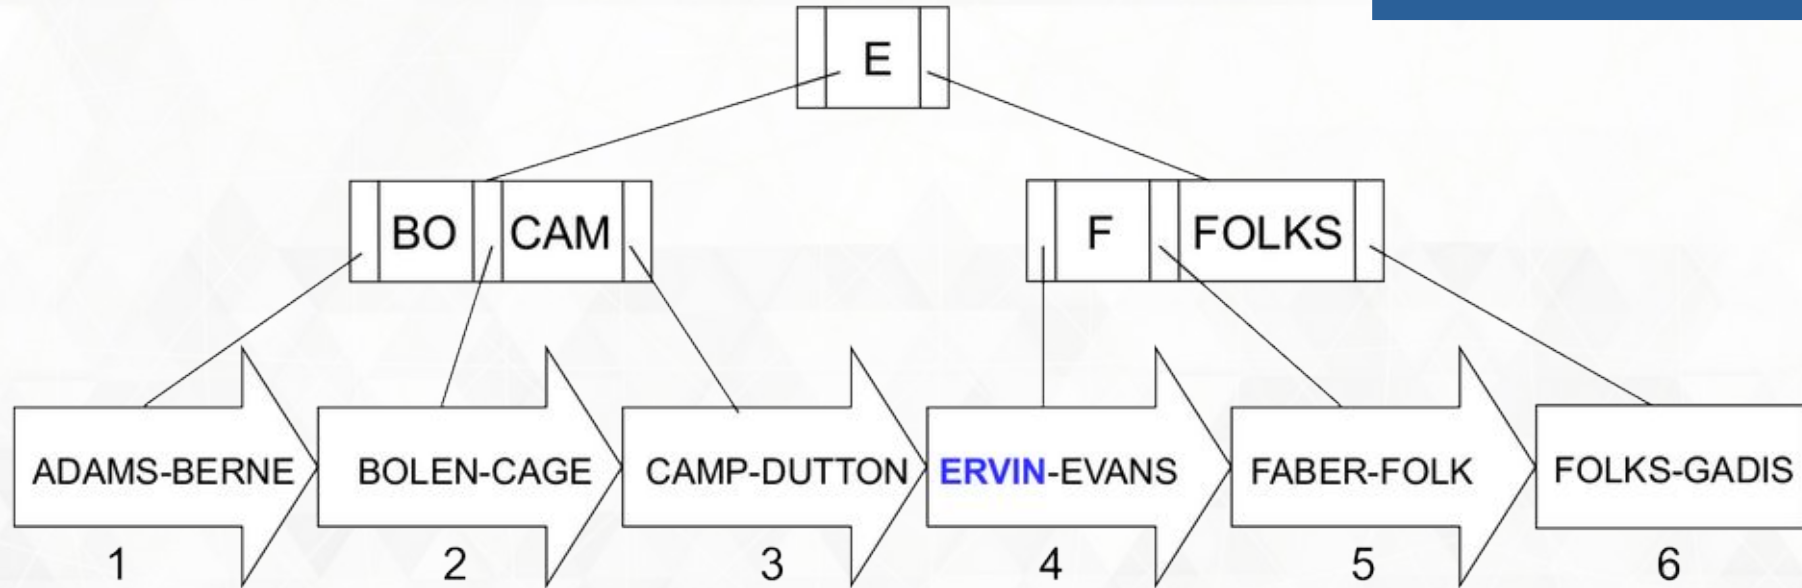 E
BO CAM
F FOLKS
ADAMS-BERNE
BOLEN-CAGE
CAMP-DUTTON
ERVIN-EVANS
FABER-FOLK
FOLKS-GADIS
1
2
3
4
5
6